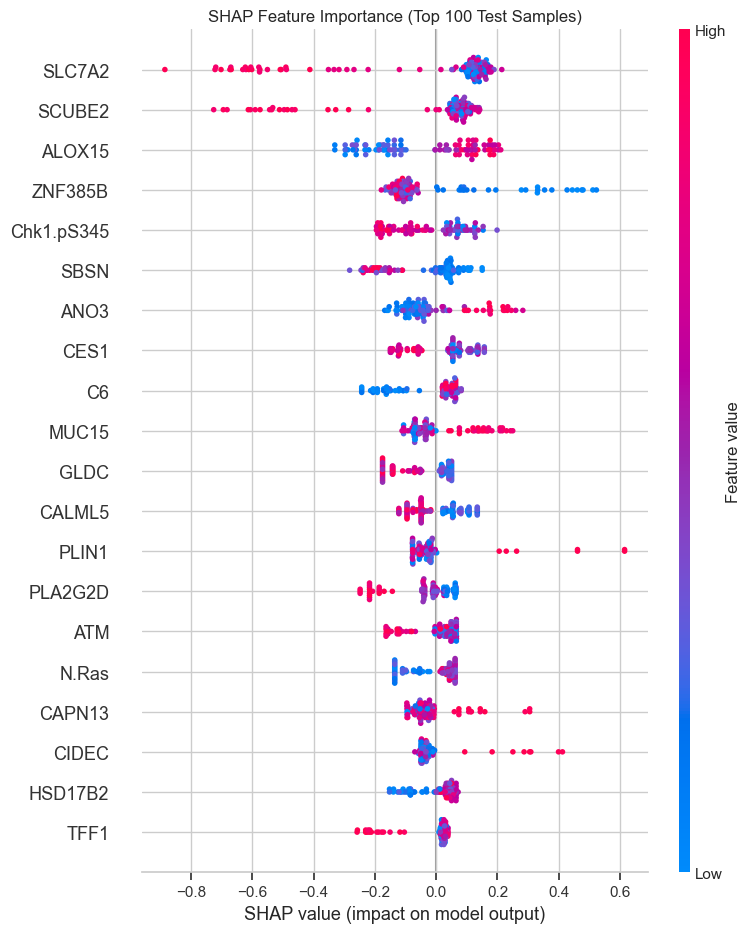 SHAP Feature Importance (Top 100 Test Samples)
High
SLC7A2
SCUBE2
ALOX15
ZNF385B
Chk1.pS345
SBSN
ANO3
CES1
C6
MUC15
GLDC
CALML5
PLIN1
PLA2G2D
ATM
N.Ras
CAPN13
CIDEC
HSD17B2
TFF1
Feature value
Low
−0.8 −0.6 −0.4 −0.2 0.0 0.2 0.4 0.6
SHAP value (impact on model output)